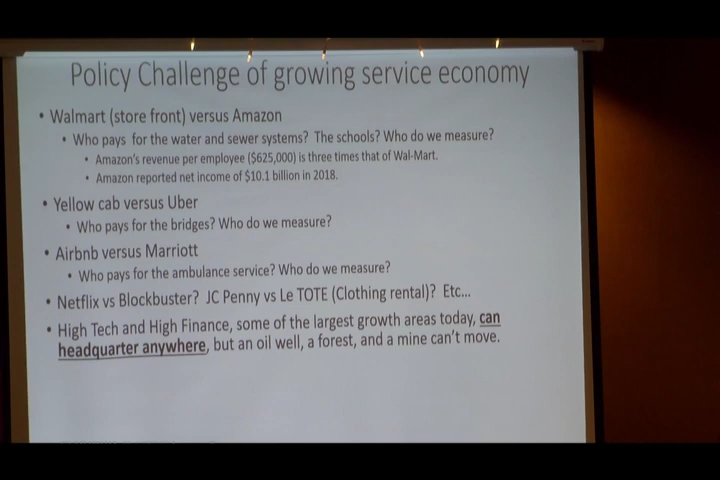 Policy Challenge of growing service economy
• Walmart (store front) versus Amazon
• Who pays for the water and sewer systems? The schools? Who do we measure?
• Amazon's revenue per employee ($625,000) is three times that of Wal-Mart.
• Amazon reported net income of $10.1 billion in 2018.
• Yellow cab versus Uber
• Who pays for the bridges? Who do we measure?
• Airbnb versus Marriott
• Who pays for the ambulance service? Who do we measure?
• Netflix vs Blockbuster? JC Penny vs Le TOTE (Clothing rental)? Etc...
• High Tech and High Finance, some of the largest growth areas today, can
headquarter anywhere, but an oil well, a forest, and a mine can't move.